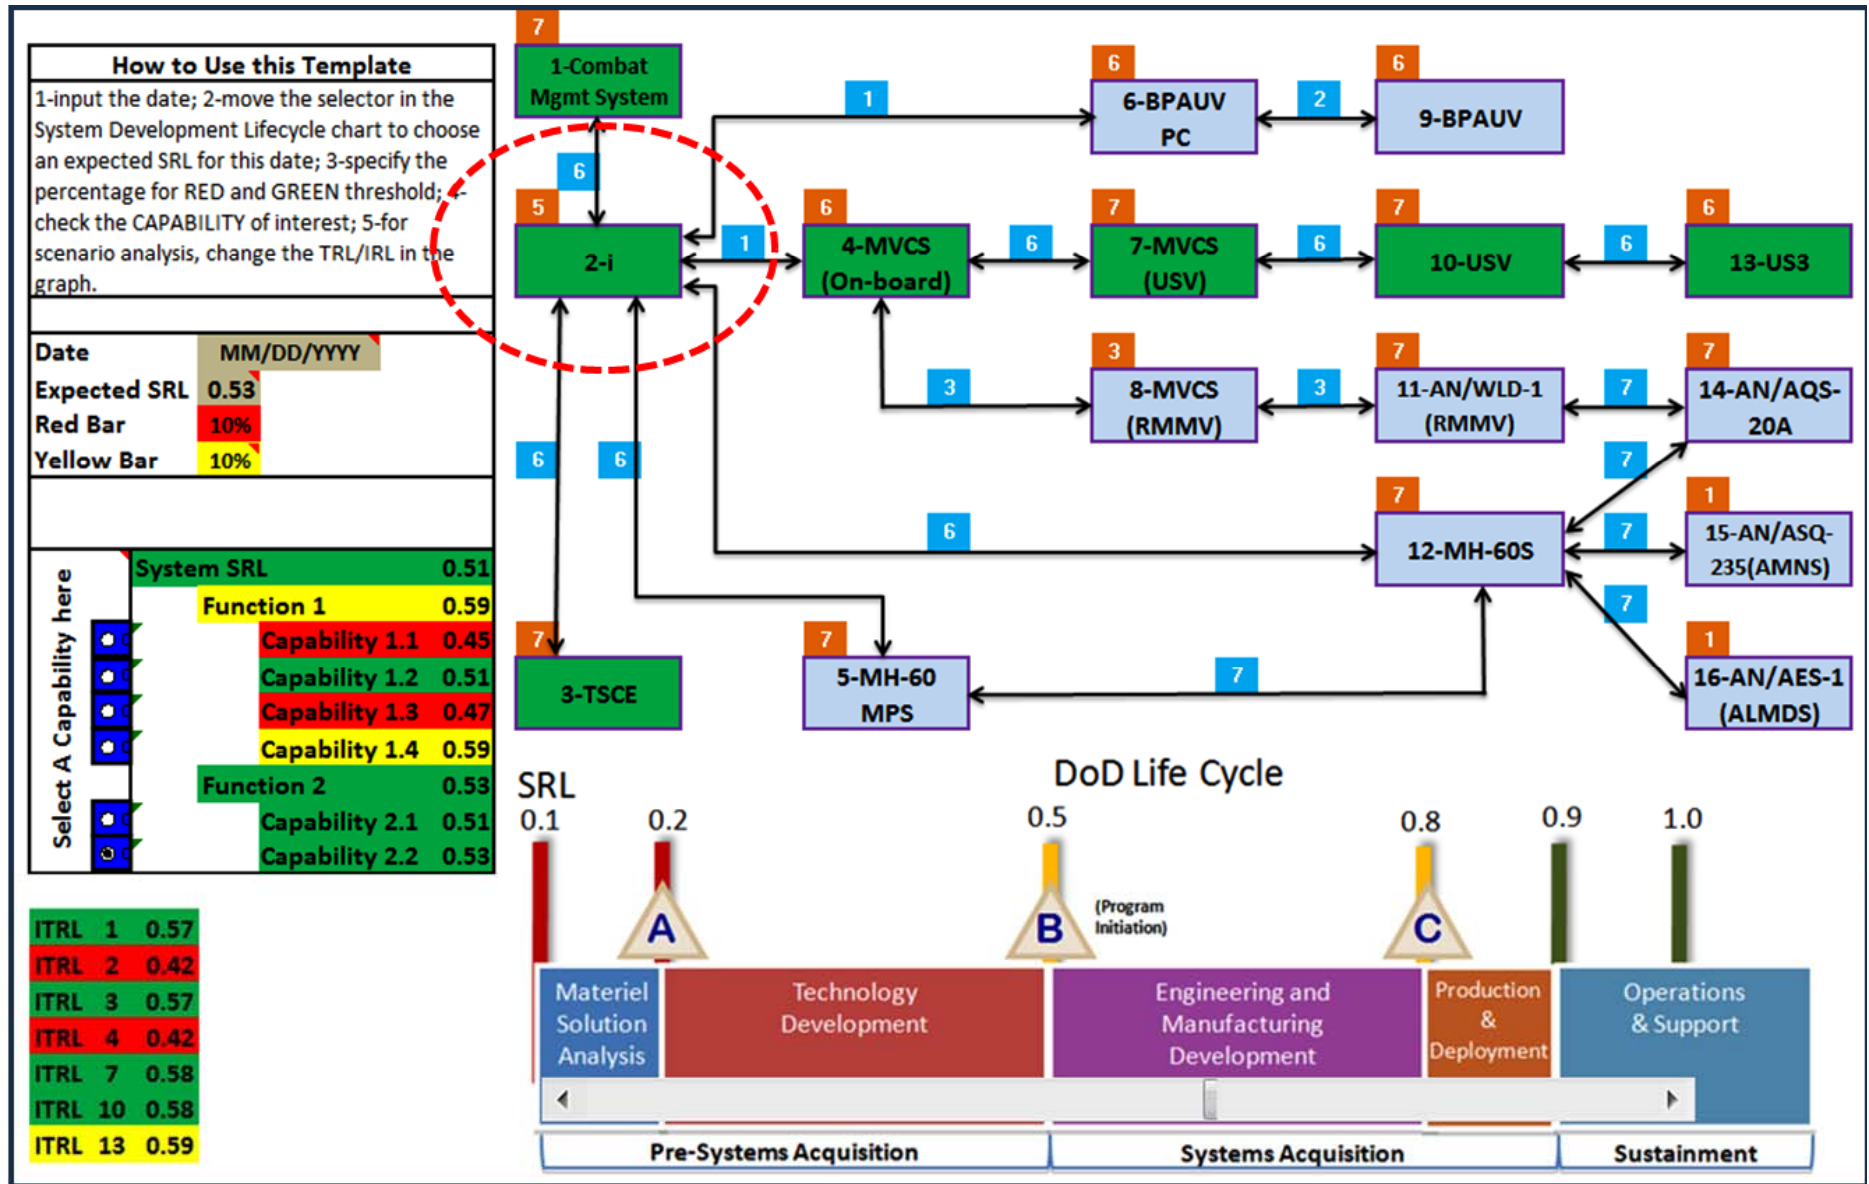 How to Use this Template
1-input the date; 2-move the selector in the
System Development Lifecycle chart to choose
an expected SRL for this date; 3-specify the
percentage for RED and GREEN threshold; 4-
check the CAPABILITY of interest; 5-for
scenario analysis, change the TRL/IRL in the
graph.
Date MM/DD/YYYY
Expected SRL 0.53
Red Bar 10%
Yellow Bar 10%
Select A Capability here
System SRL 0.51
Function 1 0.59
Capability 1.1 0.45
Capability 1.2 0.51
Capability 1.3 0.47
Capability 1.4 0.59
Function 2 0.53
Capability 2.1 0.51
Capability 2.2 0.53
ITRL 1 0.57
ITRL 2 0.42
ITRL 3 0.57
ITRL 4 0.42
ITRL 7 0.58
ITRL 10 0.58
ITRL 13 0.59
7
1-Combat
Mgmt System
6
1
6
6-BPAUV
PC
2
6
9-BPAUV
5
2-i
1
6
4-MVCS
(On-board)
6
7
7-MVCS
(USV)
6
7
10-USV
6
6
13-US3
3
3
8-MVCS
(RMMV)
3
7
11-AN/WLD-1
(RMMV)
7
7
14-AN/AQS-
20A
6
6
7
6
7
12-MH-60S
7
1
15-AN/ASQ-
235(AMNS)
7
7
3-TSCE
7
5-MH-60
MPS
7
1
16-AN/AES-1
(ALMDS)
DoD Life Cycle
SRL
0.1 0.2 0.5 0.8 0.9 1.0
A
B
(Program
Initiation)
C
Materiel
Solution
Analysis
Technology
Development
Engineering and
Manufacturing
Development
Production
&
Deployment
Operations
& Support
Pre-Systems Acquisition
Systems Acquisition
Sustainment